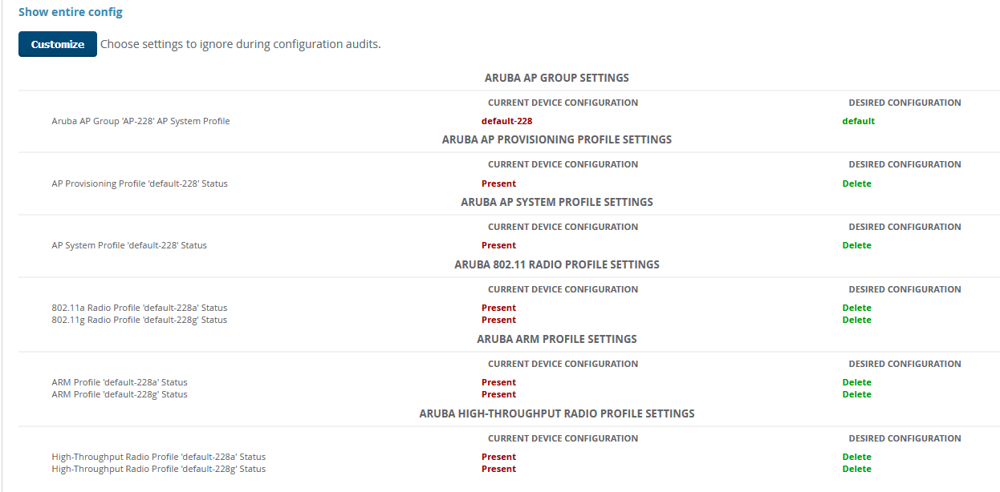 Show entire config
Customize Choose settings to ignore during configuration audits.
ARUBA AP GROUP SETTINGS
CURRENT DEVICE CONFIGURATION DESIRED CONFIGURATION
Aruba AP Group 'AP-228' AP System Profile default-228 default
ARUBA AP PROVISIONING PROFILE SETTINGS
CURRENT DEVICE CONFIGURATION DESIRED CONFIGURATION
AP Provisioning Profile 'default-228' Status Present Delete
ARUBA AP SYSTEM PROFILE SETTINGS
CURRENT DEVICE CONFIGURATION DESIRED CONFIGURATION
AP System Profile 'default-228' Status Present Delete
ARUBA 802.11 RADIO PROFILE SETTINGS
CURRENT DEVICE CONFIGURATION DESIRED CONFIGURATION
802.11a Radio Profile 'default-228a' Status Present Delete
802.11g Radio Profile 'default-228g' Status Present Delete
ARUBA ARM PROFILE SETTINGS
CURRENT DEVICE CONFIGURATION DESIRED CONFIGURATION
ARM Profile 'default-228a' Status Present Delete
ARM Profile 'default-228g' Status Present Delete
ARUBA HIGH-THROUGHPUT RADIO PROFILE SETTINGS
CURRENT DEVICE CONFIGURATION DESIRED CONFIGURATION
High-Throughput Radio Profile 'default-228a' Status Present Delete
High-Throughput Radio Profile 'default-228g' Status Present Delete